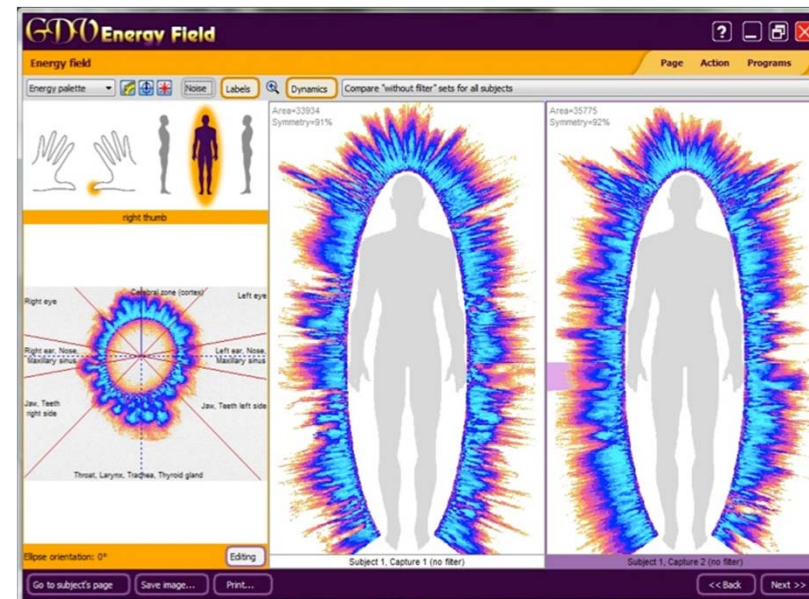 GDV Energy Field
?
Energy field
Page Action Programs
Energy palette Noise Labels Dynamics Compare "without filter" sets for all subjects
right thumb
Cerebral zone (cortex)
Right eye
Left eye
Right ear, Nose, Maxillary sinus
Left ear, Nose, Maxillary sinus
Jaw, Teeth right side
Jaw, Teeth left side
Throat, Larynx, Trachea, Thyroid gland
Ellipse orientation: 0° Editing
Area=33934
Symmetry=91%
Subject 1, Capture 1 (no filter)
Area=35775
Symmetry=92%
Subject 1, Capture 2 (no filter)
Go to subject's page Save image... Print... << Back Next >>